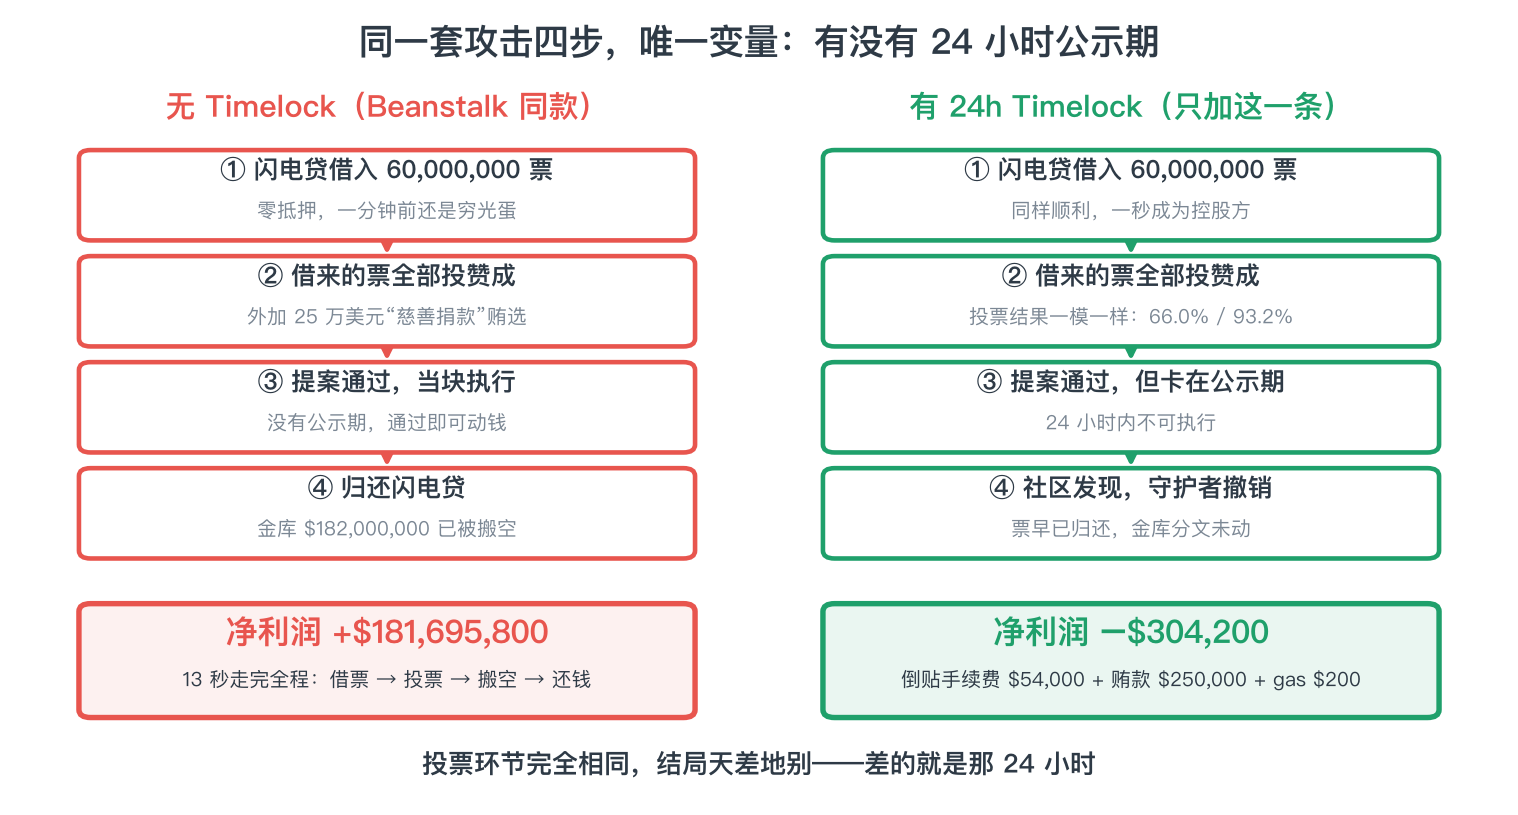 同一套攻击四步，唯一变量：有没有 24 小时公示期
无 Timelock（Beanstalk 同款）
① 闪电贷借入 60,000,000 票
零抵押，一分钟前还是穷光蛋
② 借来的票全部投赞成
外加 25 万美元“慈善捐款”贿选
③ 提案通过，当块执行
没有公示期，通过即可动钱
④ 归还闪电贷
金库 $182,000,000 已被搬空
净利润 +$181,695,800
13 秒走完全程：借票 → 投票 → 搬空 → 还钱
有 24h Timelock（只加这一条）
① 闪电贷借入 60,000,000 票
同样顺利，一秒成为控股方
② 借来的票全部投赞成
投票结果一模一样：66.0% / 93.2%
③ 提案通过，但卡在公示期
24 小时内不可执行
④ 社区发现，守护者撤销
票早已归还，金库分文未动
净利润 −$304,200
倒贴手续费 $54,000 + 贿款 $250,000 + gas $200
投票环节完全相同，结局天差地别——差的就是那 24 小时